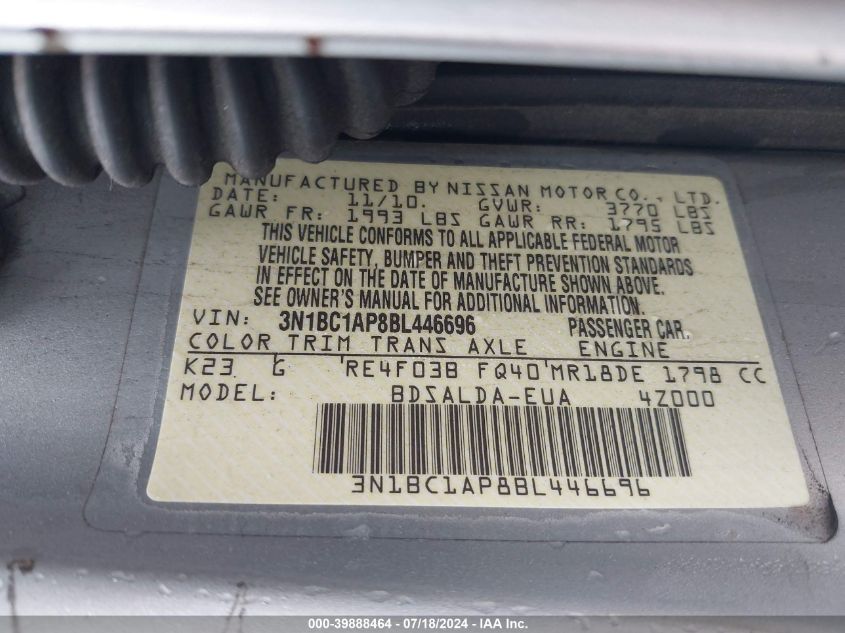 MANUFACTURED BY NISSAN MOTOR CO., LTD.
DATE: 11/10. GVWR: 3770 LBS
GAWR FR: 1993 LBS GAWR RR: 1795 LBS
THIS VEHICLE CONFORMS TO ALL APPLICABLE FEDERAL MOTOR
VEHICLE SAFETY, BUMPER AND THEFT PREVENTION STANDARDS
IN EFFECT ON THE DATE OF MANUFACTURE SHOWN ABOVE.
SEE OWNER'S MANUAL FOR ADDITIONAL INFORMATION.
VIN: 3N1BC1AP8BL446696 PASSENGER CAR.
COLOR TRIM TRANS AXLE ENGINE
K23 G RE4F03B FQ40 MR18DE 1798 CC
MODEL: BDSALDA-EUA 4Z000
3N1BC1AP8BL446696
000-39888464 - 07/18/2024 - IAA Inc.